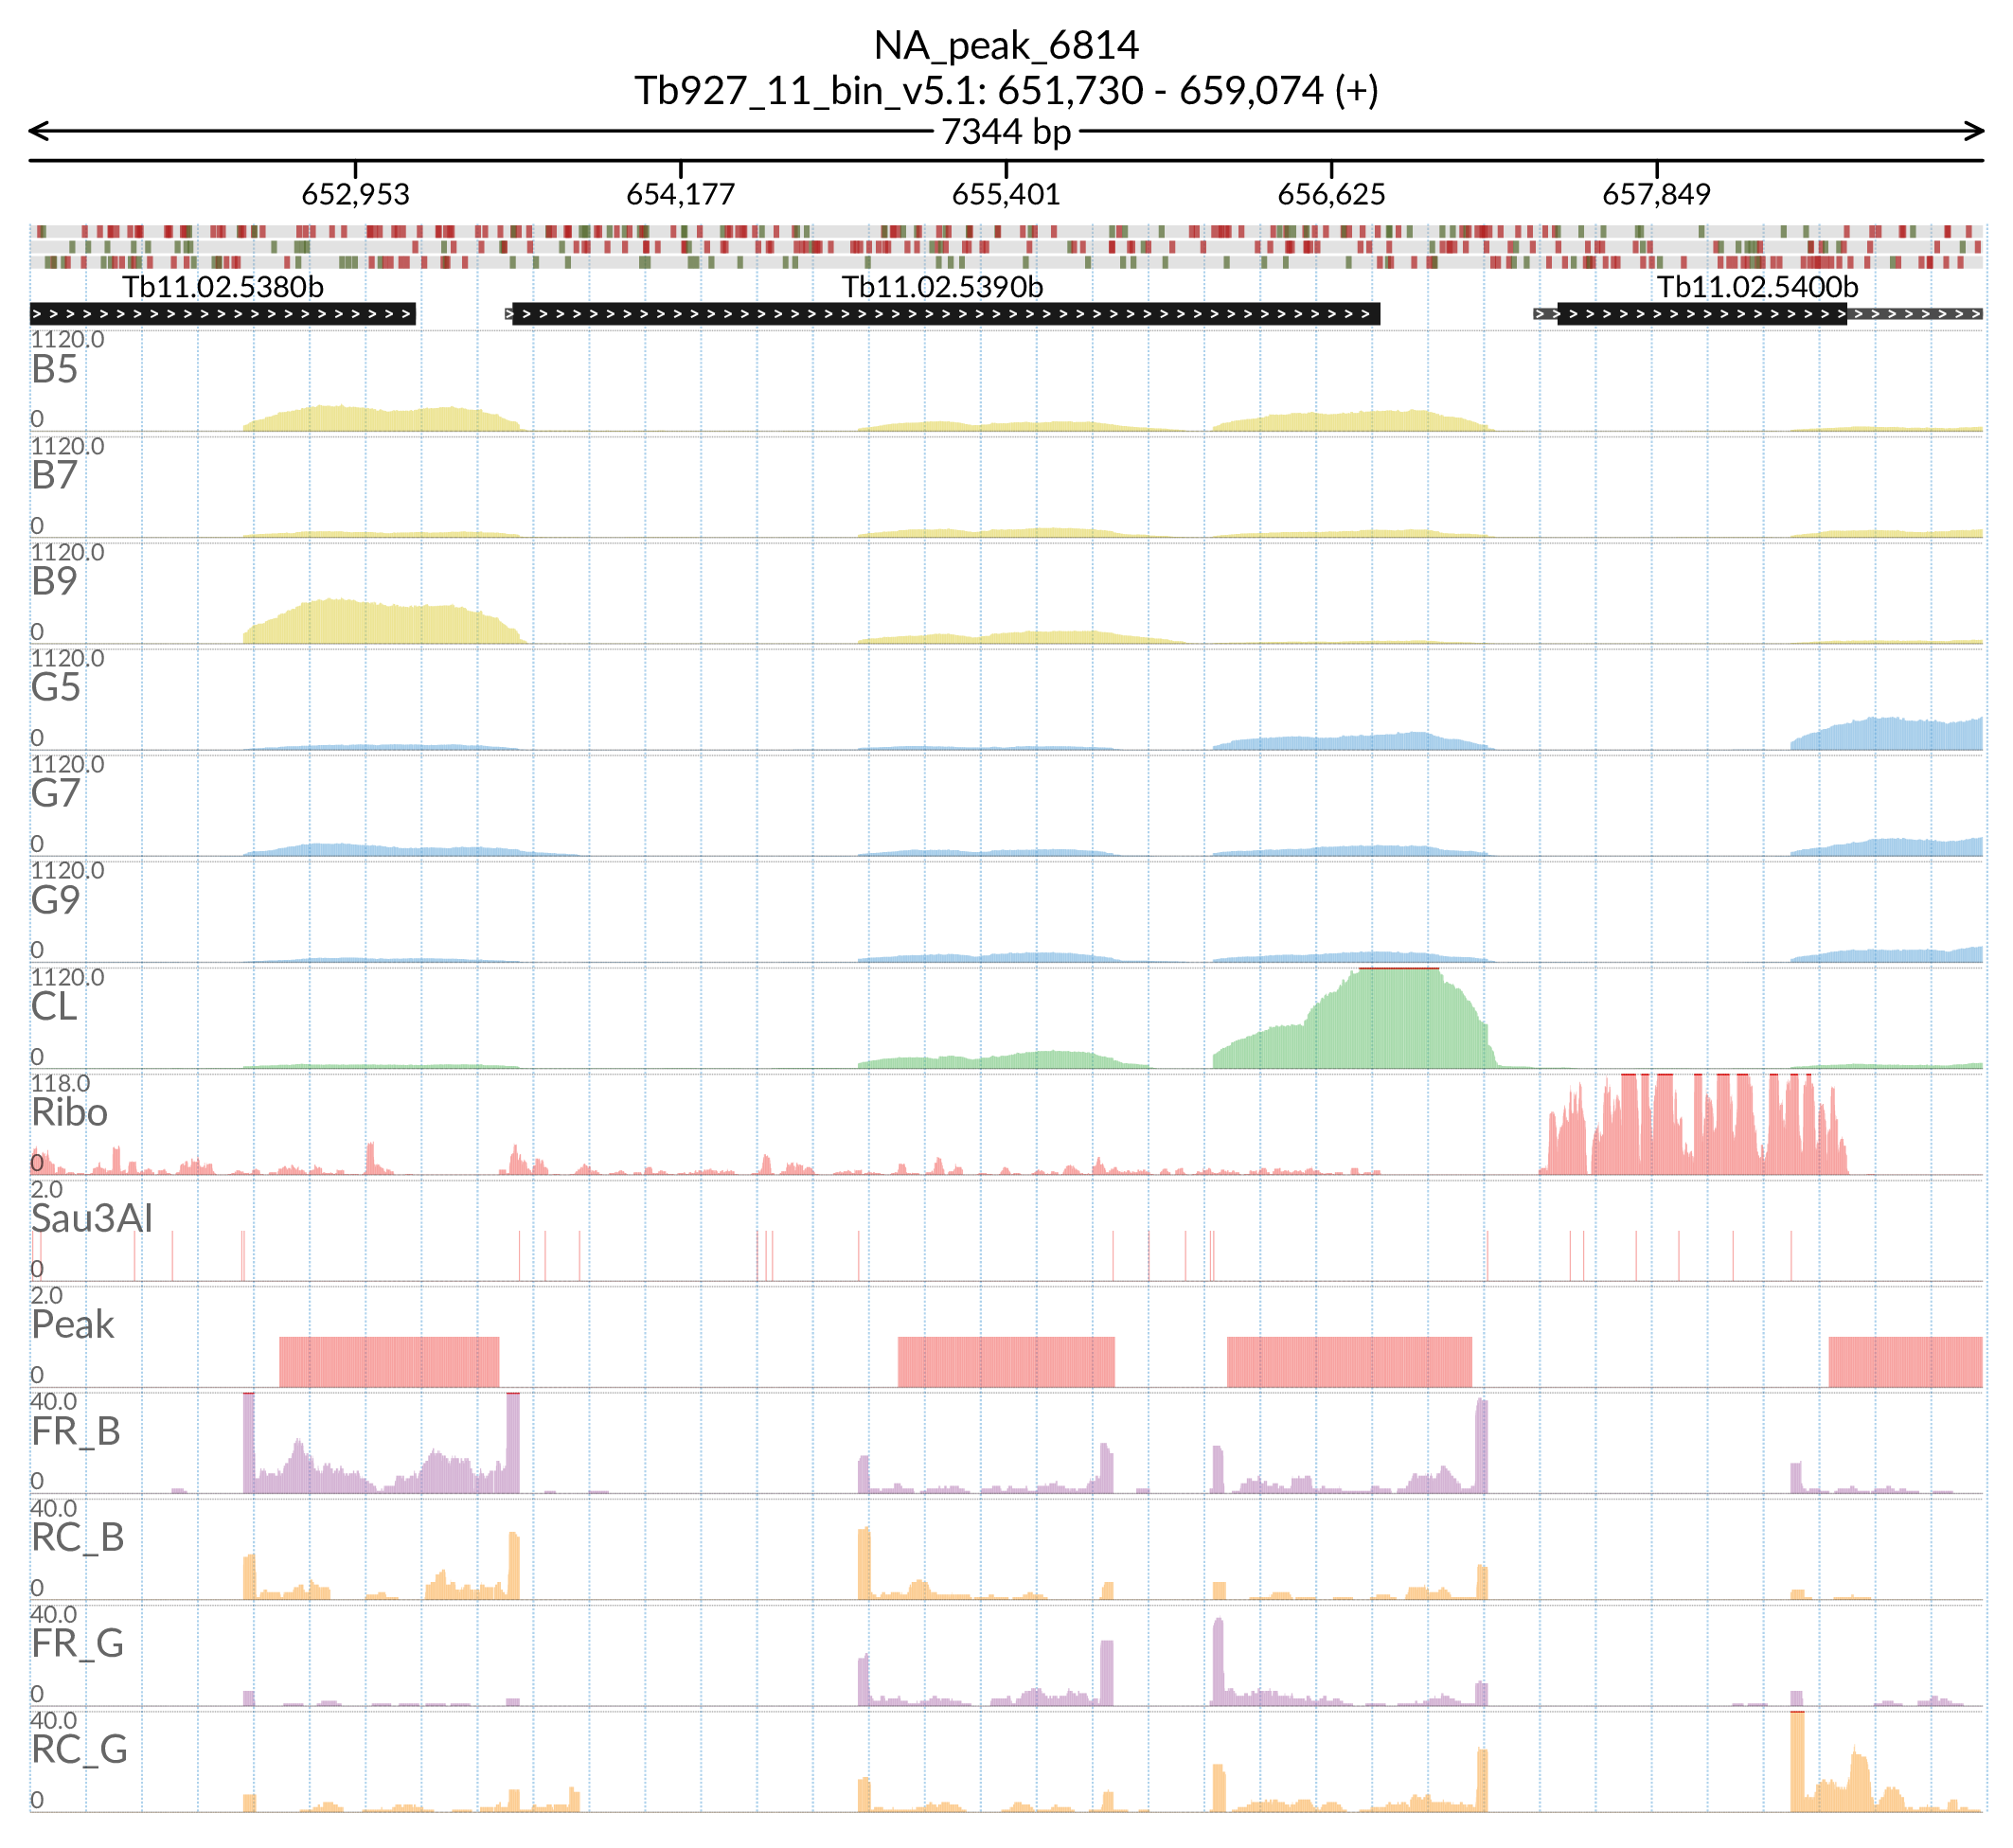 NA_peak_6814
Tb927_11_bin_v5.1: 651,730 - 659,074 (+)
7344 bp
652,953 654,177 655,401 656,625 657,849
Tb11.02.5380b Tb11.02.5390b Tb11.02.5400b
1120.0
B5
0
1120.0
B7
0
1120.0
B9
0
1120.0
G5
0
1120.0
G7
0
1120.0
G9
0
1120.0
CL
0
118.0
Ribo
0
2.0
Sau3AI
0
2.0
Peak
0
40.0
FR_B
0
40.0
RC_B
0
40.0
FR_G
0
40.0
RC_G
0